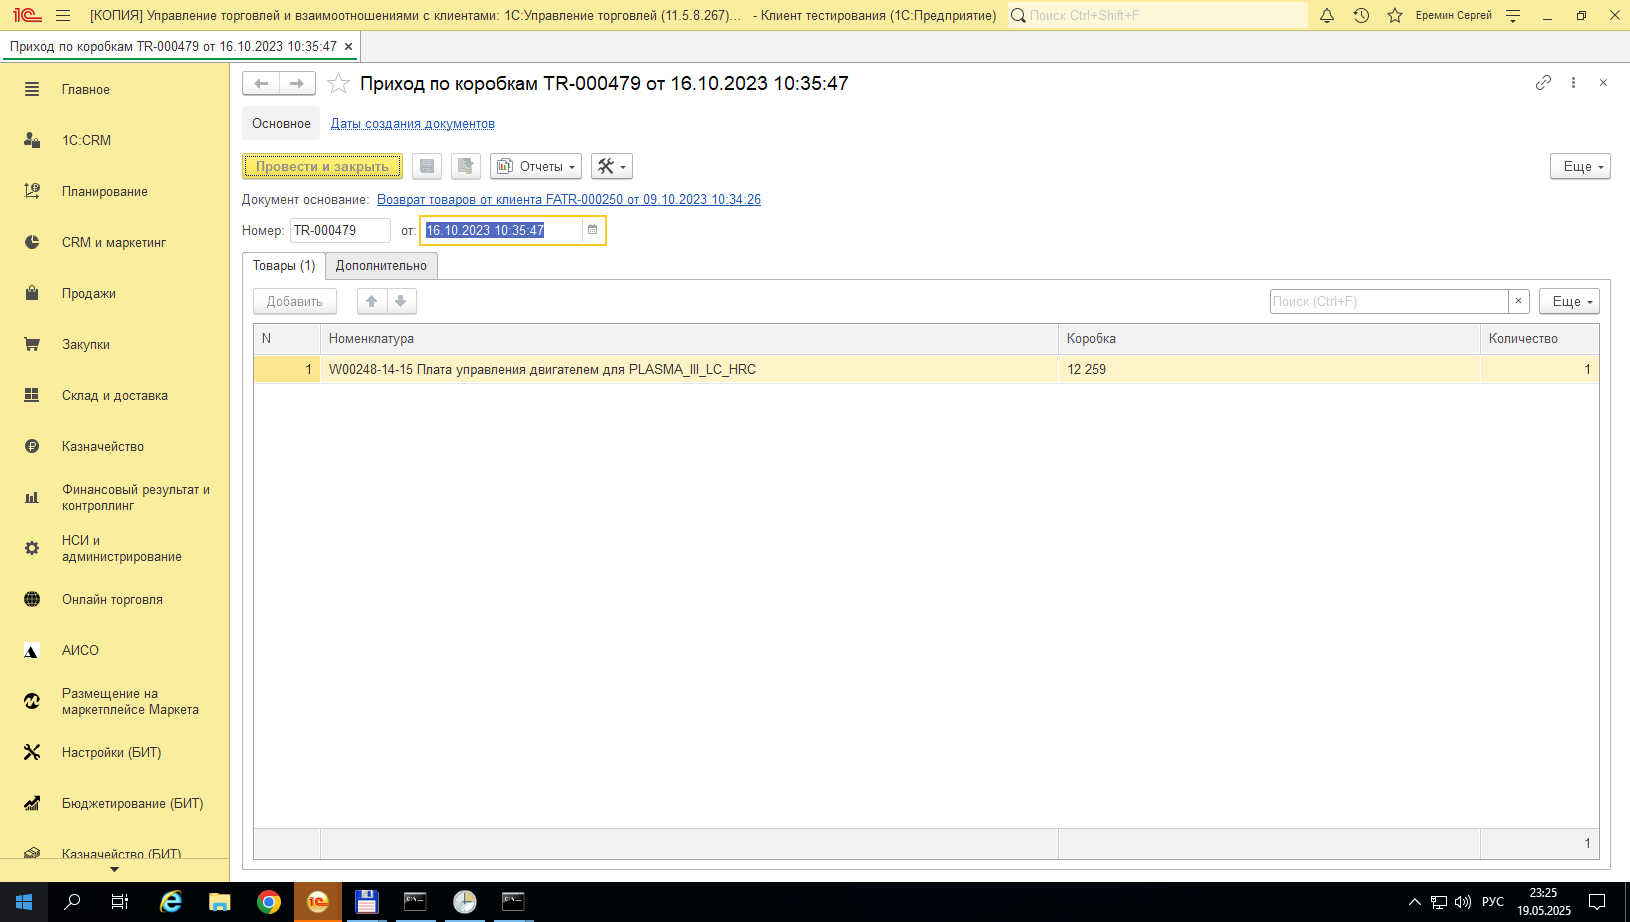 [КОПИЯ] Управление торговлей и взаимоотношениями с клиентами: 1С:Управление торговлей (11.5.8.267)... - Клиент тестирования (1С:Предприятие)
Поиск Ctrl+Shift+F
Еремин Сергей
Приход по коробкам TR-000479 от 16.10.2023 10:35:47
Главное
1C:CRM
Планирование
CRM и маркетинг
Продажи
Закупки
Склад и доставка
Казначейство
Финансовый результат и
контроллинг
НСИ и
администрирование
Онлайн торговля
АИСО
Размещение на
маркетплейсе Маркета
Настройки (БИТ)
Бюджетирование (БИТ)
Казначейство (БИТ)
Приход по коробкам TR-000479 от 16.10.2023 10:35:47
Основное Даты создания документов
Провести и закрыть Отчеты Еще
Документ основание: Возврат товаров от клиента FATR-000250 от 09.10.2023 10:34:26
Номер: TR-000479 от: 16.10.2023 10:35:47
Товары (1) Дополнительно
Добавить Поиск (Ctrl+F) Еще
N Номенклатура Коробка Количество
1 W00248-14-15 Плата управления двигателем для PLASMA_III_LC_HRC 12 259 1
1
РУС
23:25
19.05.2025